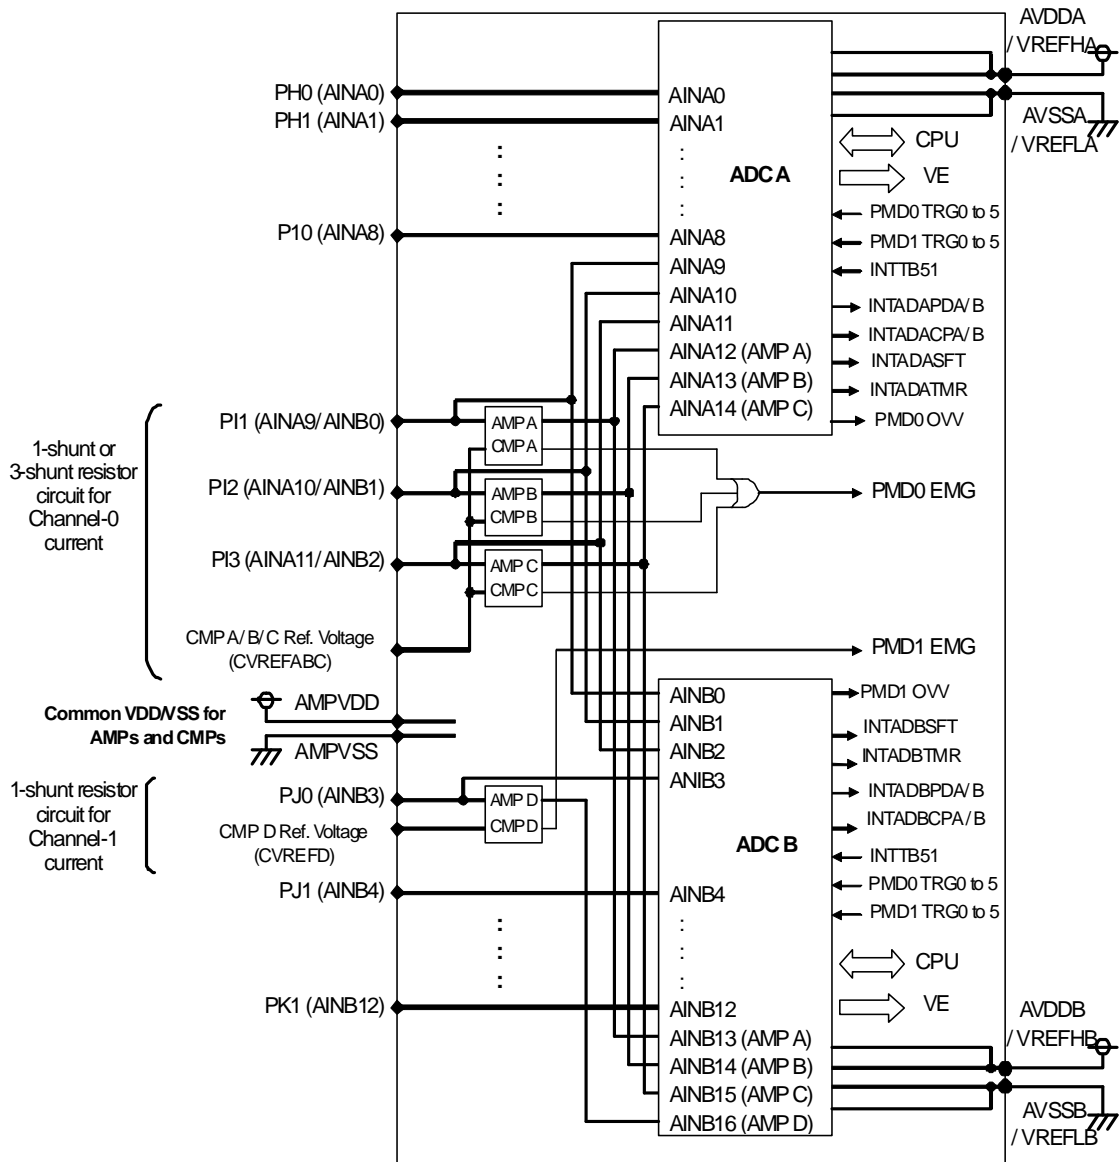 AVDDA
/ VREFHA
PH0 (AINA0)
PH1 (AINA1)
P10 (AINA8)
AINA0
AINA1
ADC A
AINA8
AINA9
AINA10
AINA11
AINA12 (AMP A)
AINA13 (AMP B)
AINA14 (AMP C)
AVSSA
/ VREFLA
CPU
VE
PMD0 TRG0 to 5
PMD1 TRG0 to 5
INTTB51
INTADAPDA/ B
INTADACPA/ B
INTADASFT
INTADATMR
PMD0 OVV
1-shunt or
3-shunt resistor
circuit for
Channel-0
current
PI1 (AINA9/AINB0)
PI2 (AINA10/ AINB1)
PI3 (AINA11/AINB2)
CMP A/ B/ C Ref. Voltage
(CVREFABC)
AMP A
CMP A
AMP B
CMP B
AMP C
CMP C
PMD0 EMG
PMD1 EMG
Common VDD/VSS for
AMPs and CMPs
AMPVDD
AMPVSS
1-shunt resistor
circuit for
Channel-1
current
PJ0 (AINB3)
CMP D Ref. Voltage
(CVREFD)
AMP D
CMP D
PJ1 (AINB4)
PK1 (AINB12)
AINB0
AINB1
AINB2
ANIB3
ADC B
AINB4
AINB12
AINB13 (AMP A)
AINB14 (AMP B)
AINB15 (AMP C)
AINB16 (AMP D)
PMD1 OVV
INTADBSFT
INTADBTMR
INTADBPDA/ B
INTADBCPA/ B
INTTB51
PMD0 TRG0 to 5
PMD1 TRG0 to 5
CPU
VE
AVDDB
/ VREFHB
AVSSB
/ VREFLB